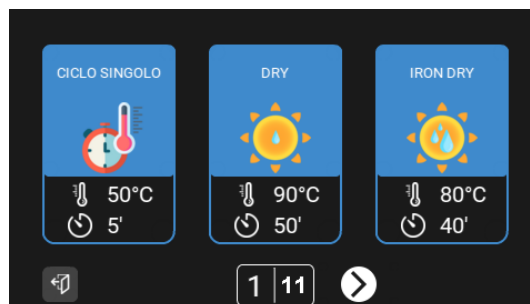 CICLO SINGOLO
50°C
5'
DRY
90°C
50'
IRON DRY
80°C
40'
1 11